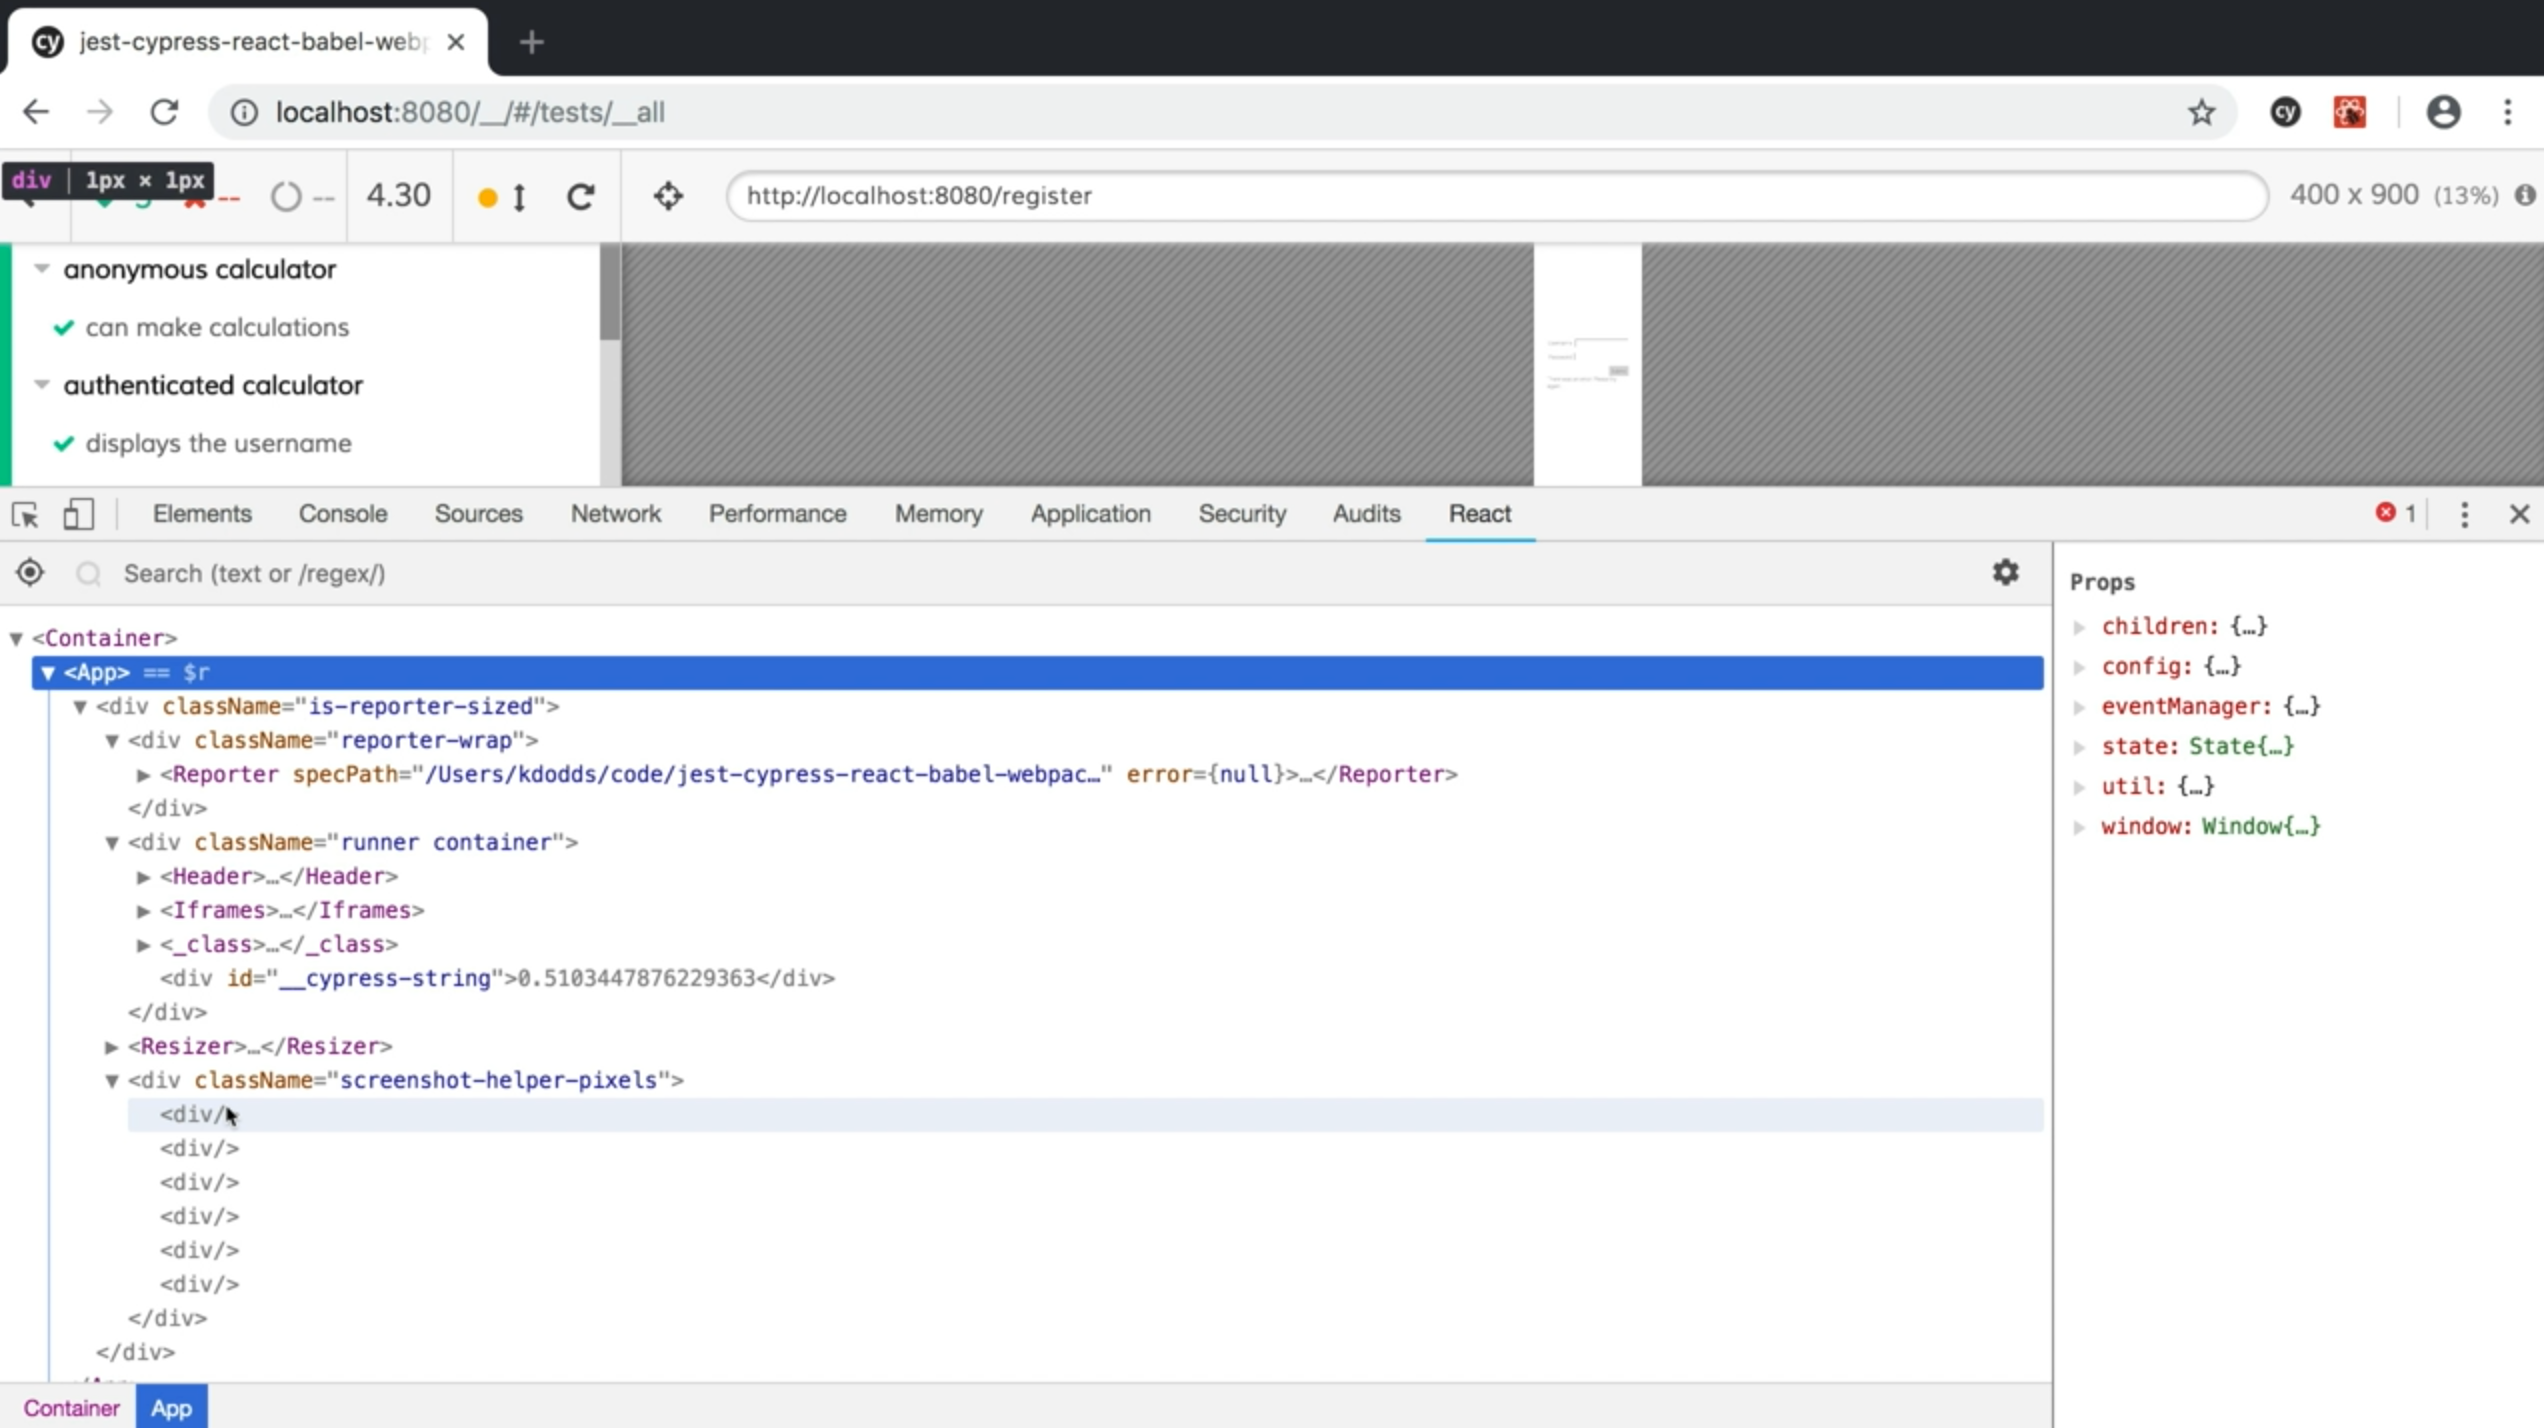 cy jest-cypress-react-babel-webp
localhost:8080/__/#/tests/__all
cy
div | 1px × 1px
-- -- 4.30 http://localhost:8080/register 400 x 900 (13%)
anonymous calculator
can make calculations
authenticated calculator
displays the username
Elements Console Sources Network Performance Memory Application Security Audits React 1
Search (text or /regex/)
Props
children: {…}
config: {…}
eventManager: {…}
state: State{…}
util: {…}
window: Window{…}
<Container>
<App> == $r
<div className="is-reporter-sized">
<div className="reporter-wrap">
<Reporter specPath="/Users/kdodds/code/jest-cypress-react-babel-webpac…" error={null}>…</Reporter>
</div>
<div className="runner container">
<Header>…</Header>
<Iframes>…</Iframes>
<_class>…</_class>
<div id="__cypress-string">0.5103447876229363</div>
</div>
<Resizer>…</Resizer>
<div className="screenshot-helper-pixels">
<div/
<div/>
<div/>
<div/>
<div/>
<div/>
</div>
</div>
Container App